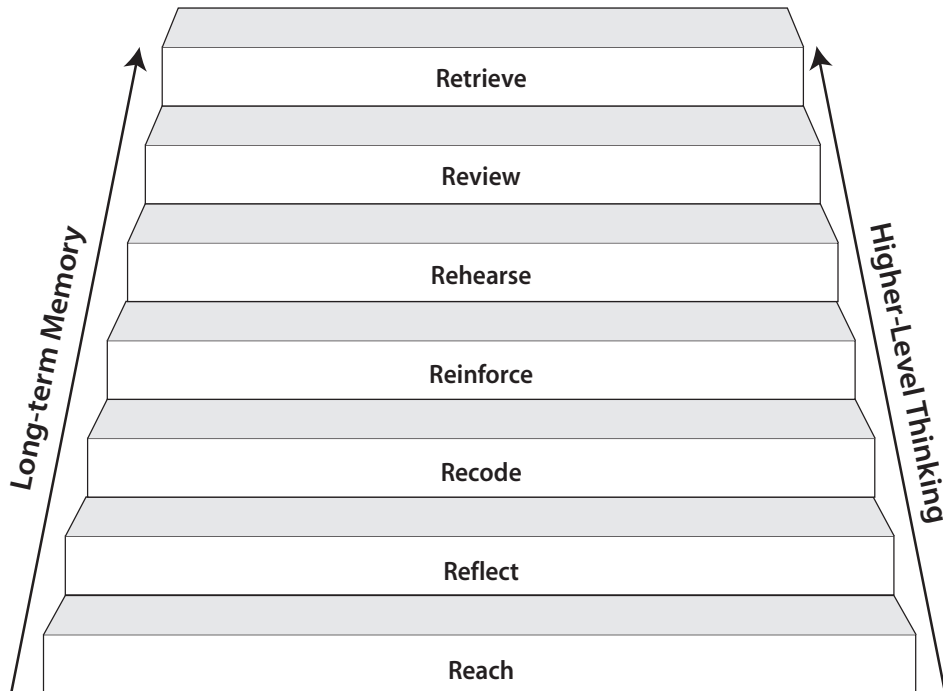 Retrieve
Review
Rehearse
Reinforce
Recode
Reflect
Reach
Long-term Memory
Higher-Level Thinking